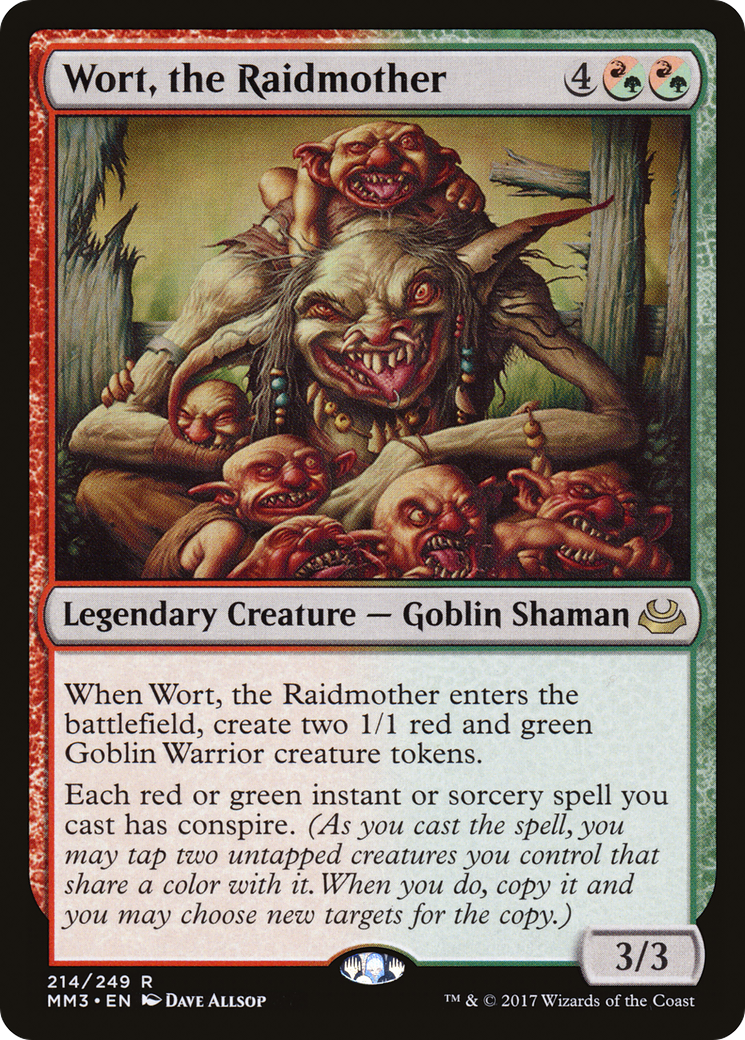 Wort, the Raidmother 4
Legendary Creature — Goblin Shaman
When Wort, the Raidmother enters the
battlefield, create two 1/1 red and green
Goblin Warrior creature tokens.
Each red or green instant or sorcery spell you
cast has conspire. (As you cast the spell, you
may tap two untapped creatures you control that
share a color with it. When you do, copy it and
you may choose new targets for the copy.)
3/3
214/249 R
MM3 • EN Dave Allsop
™ & © 2017 Wizards of the Coast